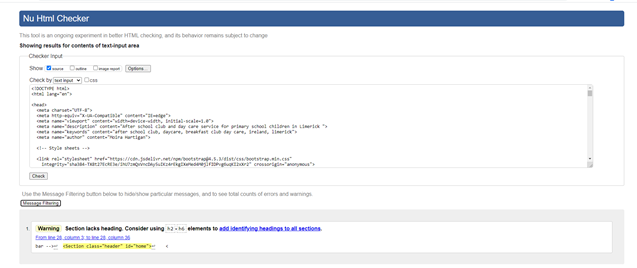 Nu Html Checker
This tool is an ongoing experiment in better HTML checking, and its behavior remains subject to change
Showing results for contents of text-input area
Checker Input
Show source outline image report Options...
Check by text input css
<!DOCTYPE html>
<html lang="en">
<head>
<meta charset="UTF-8">
<meta http-equiv="X-UA-Compatible" content="IE=edge">
<meta name="viewport" content="width=device-width, initial-scale=1.0">
<meta name="description" content="After school club and day care service for primary school children in Limerick ">
<meta name="keywords" content="after school club, daycare, breakfast club day care, ireland, limerick">
<meta name="author" content="Moira Hartigan">
<!-- Style sheets -->
<link rel="stylesheet" href="https://cdn.jsdelivr.net/npm/bootstrap@4.3.3/dist/css/bootstrap.min.css"
crossorigin="anonymous">
Check
Use the Message Filtering button below to hide/show particular messages, and to see total counts of errors and warnings.
Message Filtering
1. Warning Section lacks heading. Consider using h2-h6 elements to add identifying headings to all sections.
From line 28, column 3; to line 28, column 36
bar -->↩ <Section class="header" id="home">↩ <